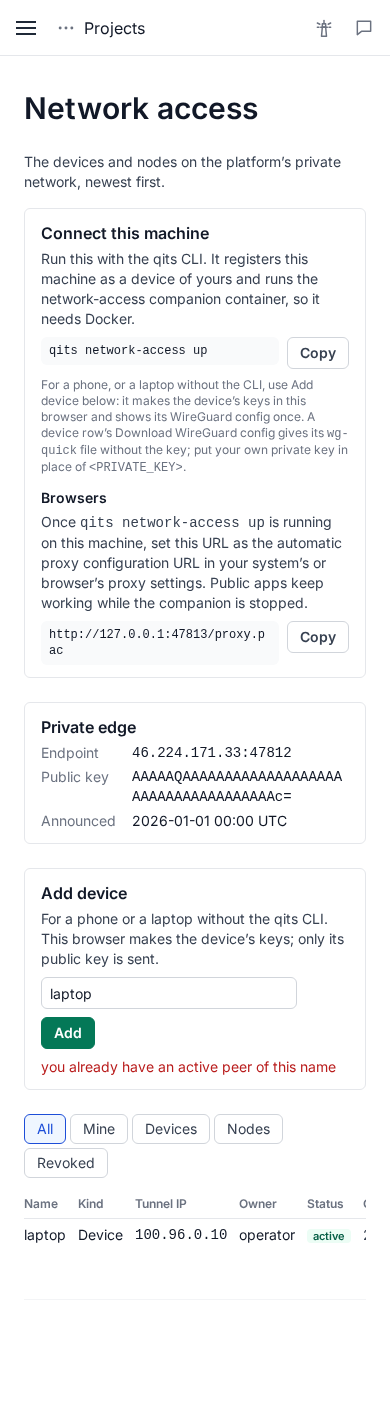 Projects
Network access
The devices and nodes on the platform’s private
network, newest first.
Connect this machine
Run this with the qits CLI. It registers this
machine as a device of yours and runs the
network-access companion container, so it
needs Docker.
qits network-access up
Copy
For a phone, or a laptop without the CLI, use Add
device below: it makes the device’s keys in this
browser and shows its WireGuard config once. A
device row’s Download WireGuard config gives its wg-
quick file without the key; put your own private key in
place of <PRIVATE_KEY>.
Browsers
Once qits network-access up is running
on this machine, set this URL as the automatic
proxy configuration URL in your system’s or
browser’s proxy settings. Public apps keep
working while the companion is stopped.
http://127.0.0.1:47813/proxy.p
ac
Copy
Private edge
Endpoint 46.224.171.33:47812
Public key AAAAAQAAAAAAAAAAAAAAAAAAA
AAAAAAAAAAAAAAAAAc=
Announced 2026-01-01 00:00 UTC
Add device
For a phone or a laptop without the qits CLI.
This browser makes the device’s keys; only its
public key is sent.
laptop
Add
you already have an active peer of this name
All Mine Devices Nodes
Revoked
Name Kind Tunnel IP Owner Status
laptop Device 100.96.0.10 operator active